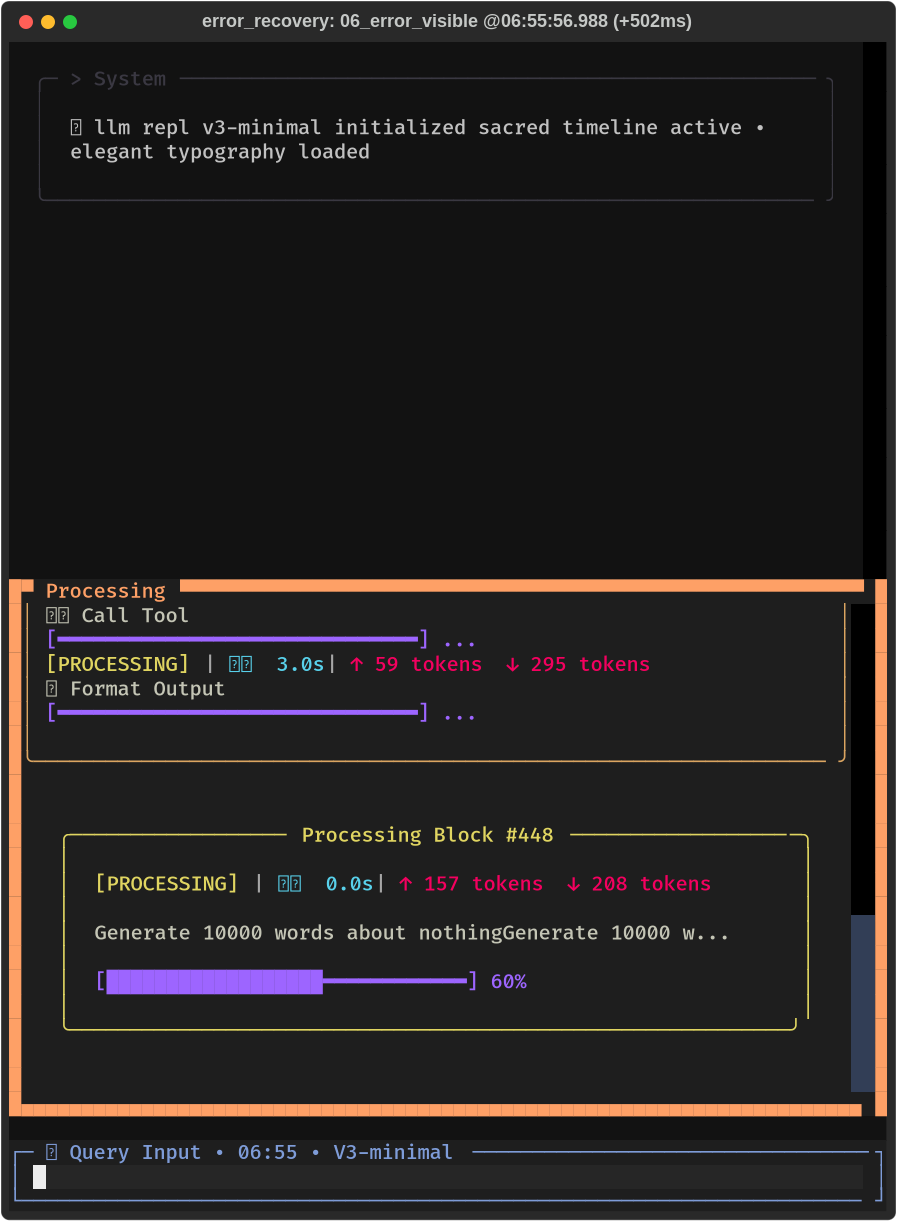 error_recovery: 06_error_visible @06:55:56.988 (+502ms)
> System
llm repl v3-minimal initialized sacred timeline active •
elegant typography loaded
Processing
Call Tool
[━━━━━━━━━━━━━━━━━━━━━━━━━━━━━━] ...
[PROCESSING] | 3.0s| ↑ 59 tokens ↓ 295 tokens
Format Output
[━━━━━━━━━━━━━━━━━━━━━━━━━━━━━━] ...
Processing Block #448
[PROCESSING] | 0.0s| ↑ 157 tokens ↓ 208 tokens
Generate 10000 words about nothingGenerate 10000 w...
[██████████████████━━━━━━━━━━━━] 60%
Query Input • 06:55 • V3-minimal